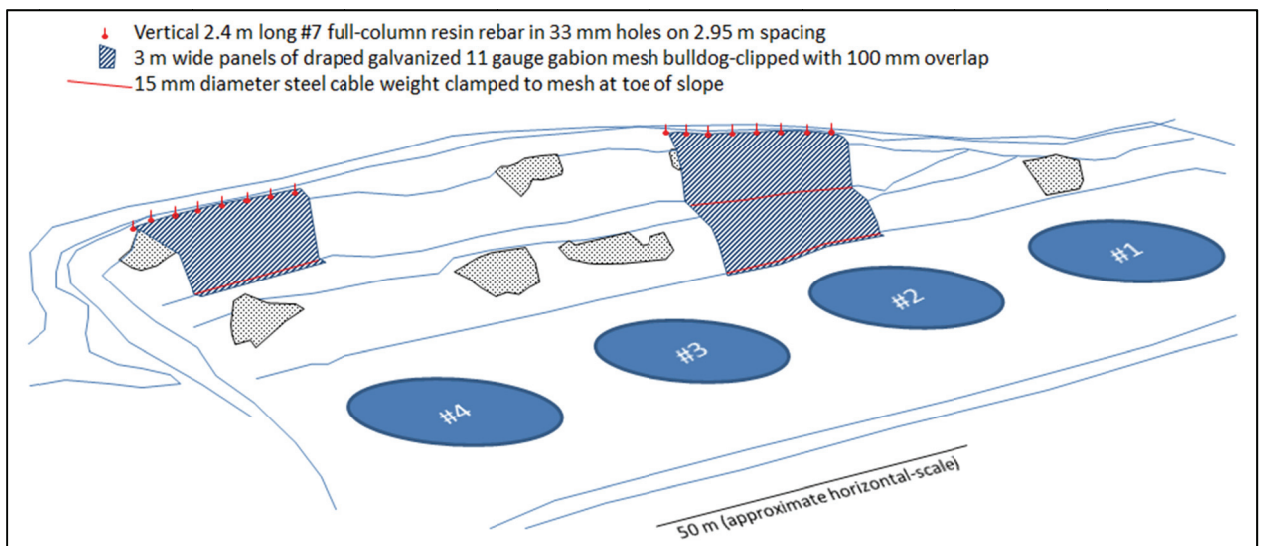 Vertical 2.4 m long #7 full-column resin rebar in 33 mm holes on 2.95 m spacing
3 m wide panels of draped galvanized 11 gauge gabion mesh bulldog-clipped with 100 mm overlap
15 mm diameter steel cable weight clamped to mesh at toe of slope
#1
#2
#3
#4
50 m (approximate horizontal-scale)